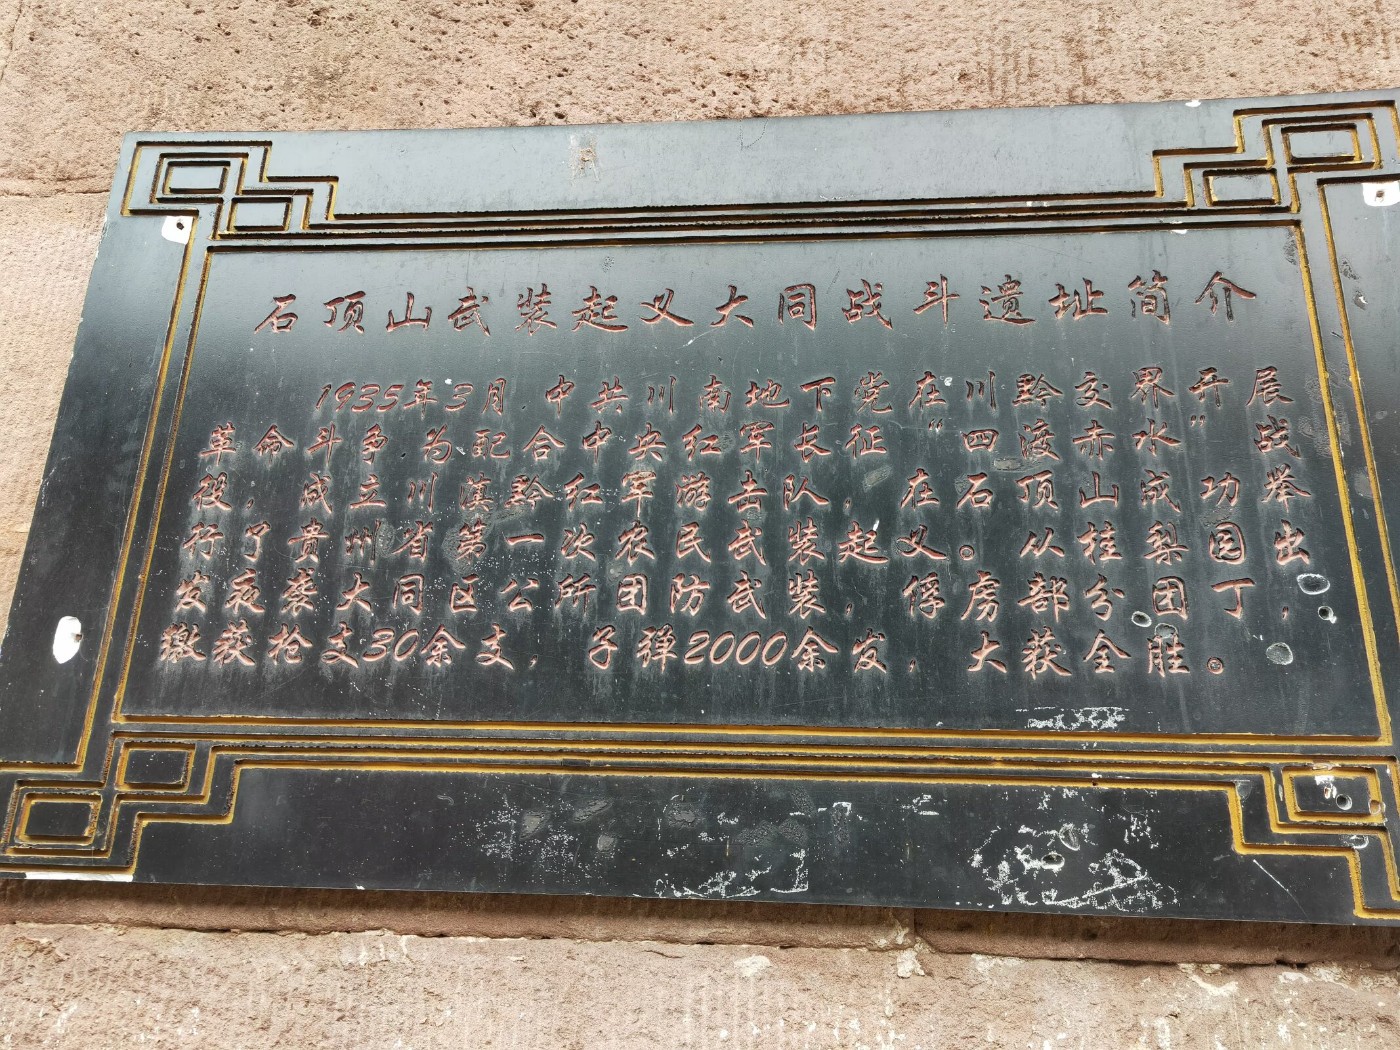 石顶山武装起义大同战斗遗址简介
1935年3月中共川南地下党在川黔交界开展
革命斗争为配合中央红军长征"四渡赤水"战
役，成立川滇黔红军游击队，在石顶山成功举
行了贵州省第一次农民武装起义。从桂梨园出
发夜袭大同区公所团防武装，俘虏部分团丁，
缴获抢支30余支，子弹2000余发，大获全胜。